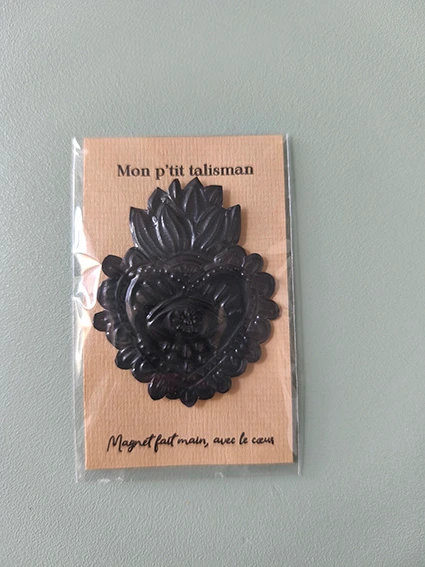 Mon p'tit talisman
Magnet fait main, avec le cœur